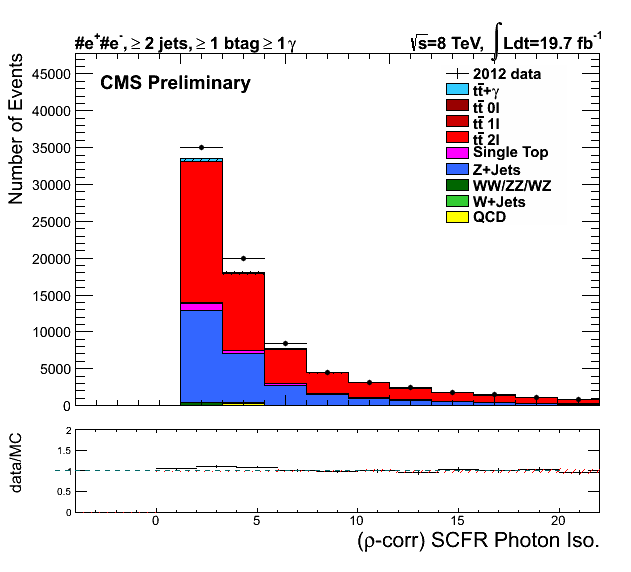 #e⁺#e⁻, ≥ 2 jets, ≥ 1 btag ≥ 1γ
√s=8 TeV, ∫Ldt=19.7 fb⁻¹
CMS Preliminary
2012 data
tt̄+γ
tt̄ 0l
tt̄ 1l
tt̄ 2l
Single Top
Z+Jets
WW/ZZ/WZ
W+Jets
QCD
Number of Events
45000
40000
35000
30000
25000
20000
15000
10000
5000
0
data/MC
2
1.5
1
0.5
0
0 5 10 15 20
(ρ-corr) SCFR Photon Iso.